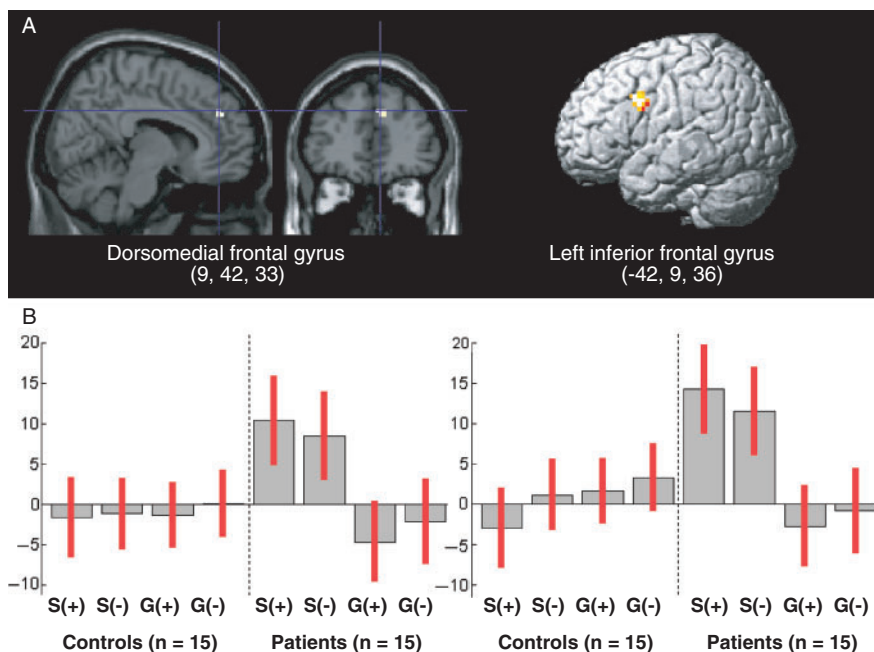 A
Dorsomedial frontal gyrus
(9, 42, 33)
Left inferior frontal gyrus
(-42, 9, 36)
B
20
15
10
5
0
−5
−10
20
15
10
5
0
−5
−10
S(+) S(-) G(+) G(-) S(+) S(-) G(+) G(-) S(+) S(-) G(+) G(-) S(+) S(-) G(+) G(-)
Controls (n = 15) Patients (n = 15) Controls (n = 15) Patients (n = 15)